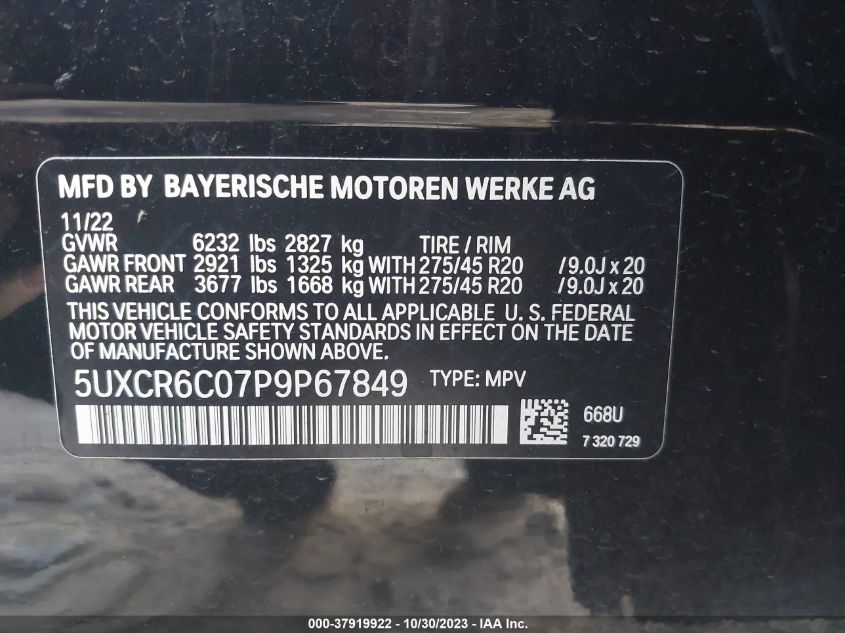 MFD BY BAYERISCHE MOTOREN WERKE AG
11/22
GVWR 6232 lbs 2827 kg TIRE / RIM
GAWR FRONT 2921 lbs 1325 kg WITH 275/45 R20 / 9.0J x 20
GAWR REAR 3677 lbs 1668 kg WITH 275/45 R20 / 9.0J x 20
THIS VEHICLE CONFORMS TO ALL APPLICABLE U. S. FEDERAL
MOTOR VEHICLE SAFETY STANDARDS IN EFFECT ON THE DATE
OF MANUFACTURE SHOWN ABOVE.
5UXCR6C07P9P67849 TYPE: MPV
668U
7 320 729
000-37919922 - 10/30/2023 - IAA Inc.